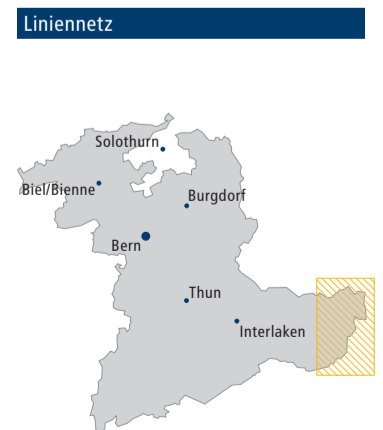 Liniennetz
Solothurn
Biel/Bienne
Burgdorf
Bern
Thun
Interlaken